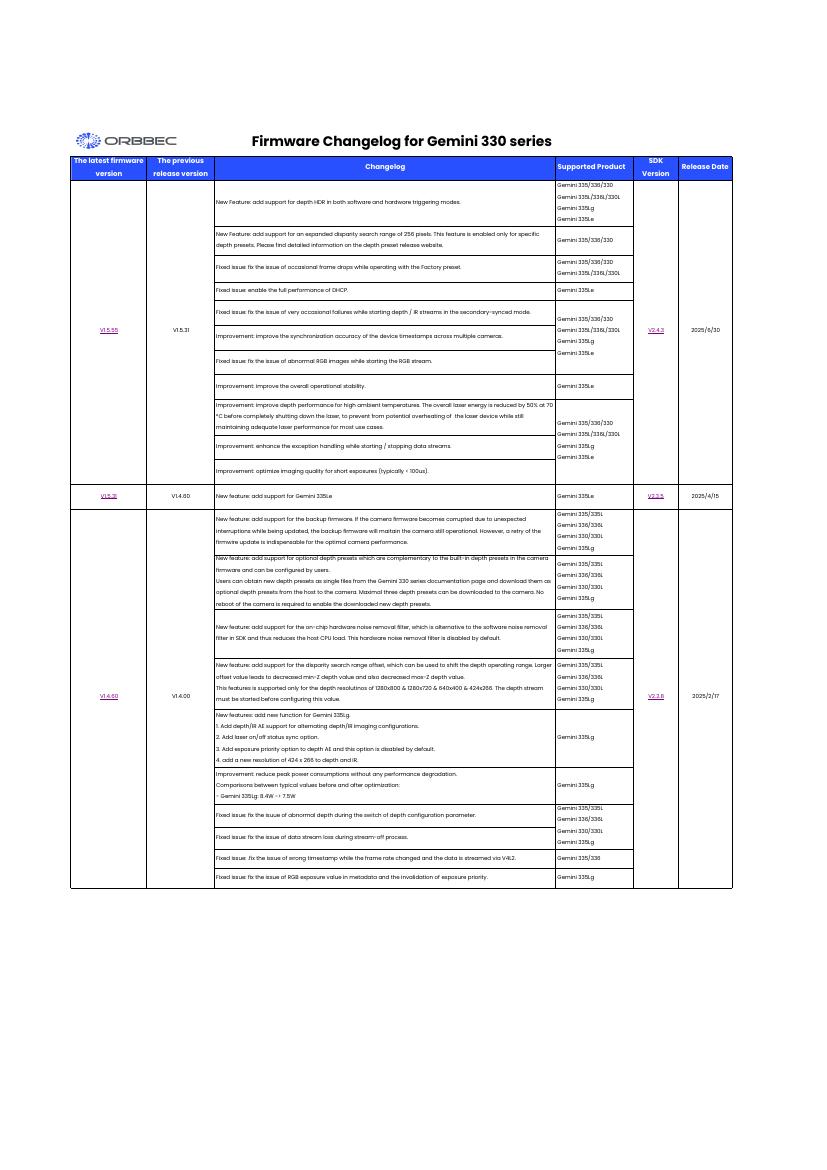 ORBBEC
Firmware Changelog for Gemini 330 series
The latest firmware version
The previous release version
Changelog
Supported Product
SDK Version
Release Date
V1.5.55
V1.5.31
New Feature: add support for depth HDR in both software and hardware triggering modes.
Gemini 335/336/330
Gemini 335L/336L/330L
Gemini 335Lg
Gemini 335Le
New Feature: add support for an expanded disparity search range of 256 pixels. This feature is enabled only for specific
depth presets. Please find detailed information on the depth preset release website.
Gemini 335/336/330
Fixed issue: fix the issue of occasional frame drops while operating with the Factory preset.
Gemini 335/336/330
Gemini 335L/336L/330L
Fixed issue: enable the full performance of DHCP.
Gemini 335Le
Fixed issue: fix the issue of very occasional failures while starting depth / IR streams in the secondary-synced mode.
Improvement: improve the synchronization accuracy of the device timestamps across multiple cameras.
Fixed issue: fix the issue of abnormal RGB images while starting the RGB stream.
Gemini 335/336/330
Gemini 335L/336L/330L
Gemini 335Lg
Gemini 335Le
V2.4.3
2025/6/30
Improvement: improve the overall operational stability.
Gemini 335Le
Improvement: improve depth performance for high ambient temperatures. The overall laser energy is reduced by 50% at 70
°C before completely shutting down the laser, to prevent from potential overheating of  the laser device while still
maintaining adequate laser performance for most use cases.
Improvement: enhance the exception handling while starting / stopping data streams.
Improvement: optimize imaging quality for short exposures (typically < 100us).
Gemini 335/336/330
Gemini 335L/336L/330L
Gemini 335Lg
Gemini 335Le
V1.5.31
V1.4.60
New feature: add support for Gemini 335Le
Gemini 335Le
V2.3.5
2025/4/15
V1.4.60
V1.4.00
New feature: add support for the backup firmware. If the camera firmware becomes corrupted due to unexpected
interruptions while being updated, the backup firmware will maitain the camera still operational. However, a retry of the
firmwire update is indispensable for the optimal camera performance.
Gemini 335/335L
Gemini 336/336L
Gemini 330/330L
Gemini 335Lg
New feature: add support for optional depth presets which are complementary to the built-in depth presets in the camera
firmware and can be configured by users.
Users can obtain new depth presets as single files from the Gemini 330 series documentation page and download them as
optional depth presets from the host to the camera. Maximal three depth presets can be downloaded to the camera. No
reboot of the camera is required to enable the downloaded new depth presets.
Gemini 335/335L
Gemini 336/336L
Gemini 330/330L
Gemini 335Lg
New feature: add support for the on-chip hardware noise removal filter, which is alternative to the software noise removal
filter in SDK and thus reduces the host CPU load. This hardware noise removal filter is disabled by default.
Gemini 335/335L
Gemini 336/336L
Gemini 330/330L
Gemini 335Lg
New feature: add support for the disparity search range offset, which can be used to shift the depth operating range. Larger
offset value leads to decreased min-Z depth value and also decreased max-Z depth value.
This features is supported only for the depth resolutinos of 1280x800 & 1280x720 & 640x400 & 424x266. The depth stream
must be started before configuring this value.
Gemini 335/335L
Gemini 336/336L
Gemini 330/330L
Gemini 335Lg
V2.2.8
2025/2/17
New features: add new function for Gemini 335Lg.
1. Add depth/IR AE support for alternating depth/IR imaging configurations.
2. Add laser on/off status sync option.
3. Add exposure priority option to depth AE and this option is disabled by default.
4. add a new resolution of 424 x 266 to depth and IR.
Gemini 335Lg
Improvement: reduce peak power consumptions without any performance degradation.
Comparisons between typical values before and after optimization:
- Gemini 335Lg: 8.4W -> 7.5W
Gemini 335Lg
Fixed issue: fix the isuue of abnormal depth during the switch of depth configuration parameter.
Fixed issue: fix the issue of data stream loss during stream-off process.
Gemini 335/335L
Gemini 336/336L
Gemini 330/330L
Gemini 335Lg
Fixed issue: .fix the issue of wrong timestamp while the frame rate changed and the data is streamed via V4L2.
Gemini 335/336
Fixed issue: fix the issue of RGB exposure value in metadata and the invalidation of exposure priority.
Gemini 335Lg